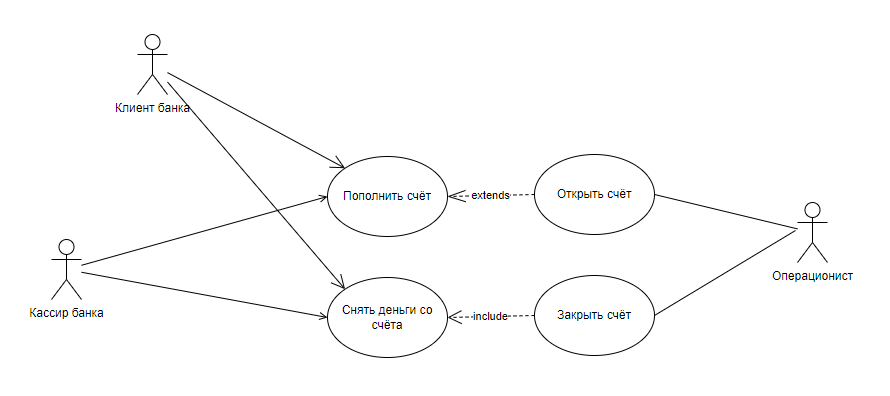 Клиент банка
Пополнить счёт
extends
Открыть счёт
Операционист
Кассир банка
Снять деньги со
счёта
include
Закрыть счёт